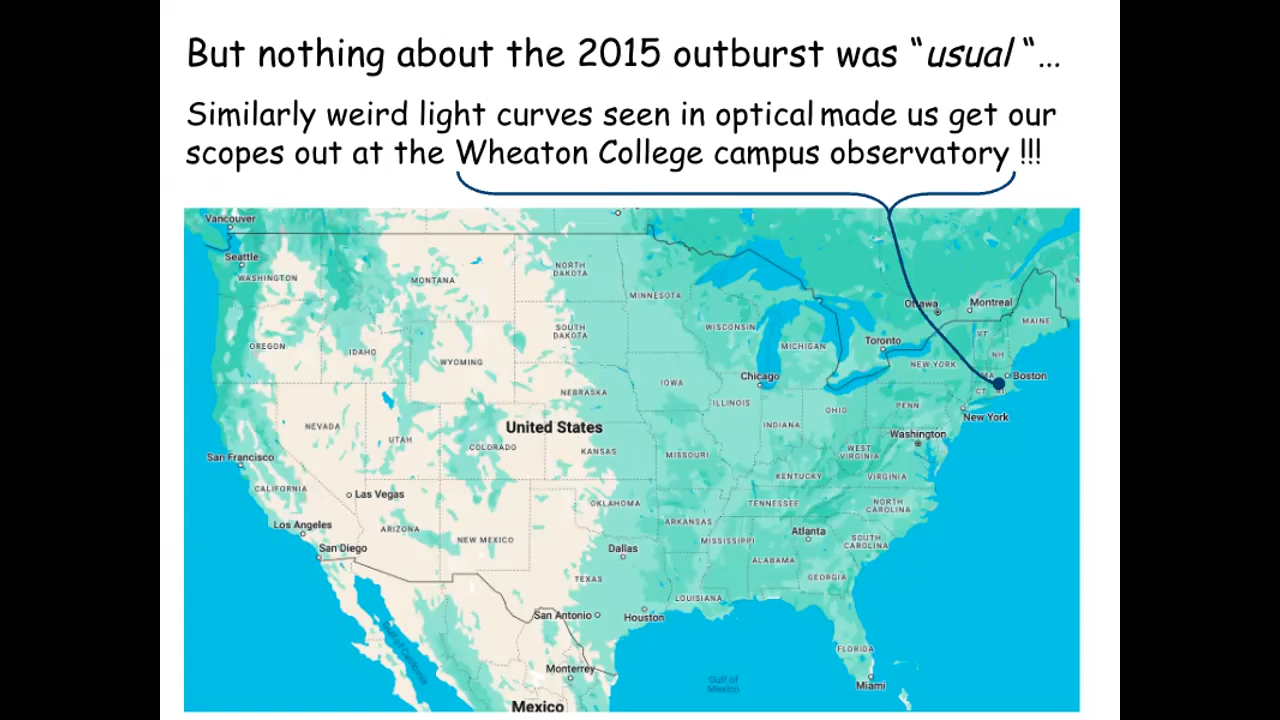 But nothing about the 2015 outburst was “usual “…
Similarly weird light curves seen in optical made us get our
scopes out at the Wheaton College campus observatory !!!
Vancouver
Seattle
WASHINGTON
MONTANA
NORTH
DAKOTA
MINNESOTA
Ottawa
Montreal
MAINE
OREGON
IDAHO
WYOMING
SOUTH
DAKOTA
WISCONSIN
MICHIGAN
Toronto
VT
NH
NEW YORK
MA
Boston
Chicago
IOWA
NEBRASKA
ILLINOIS
INDIANA
OHIO
PENN
CT
RI
New York
NEVADA
UTAH
COLORADO
United States
KANSAS
MISSOURI
WEST
VIRGINIA
Washington
San Francisco
CALIFORNIA
Las Vegas
KENTUCKY
VIRGINIA
Los Angeles
ARIZONA
NEW MEXICO
OKLAHOMA
ARKANSAS
TENNESSEE
NORTH
CAROLINA
San Diego
Dallas
MISSISSIPPI
Atlanta
SOUTH
CAROLINA
TEXAS
ALABAMA
GEORGIA
LOUISIANA
San Antonio
Houston
Gulf of California
FLORIDA
Monterrey
Gulf of
Mexico
Miami
Mexico